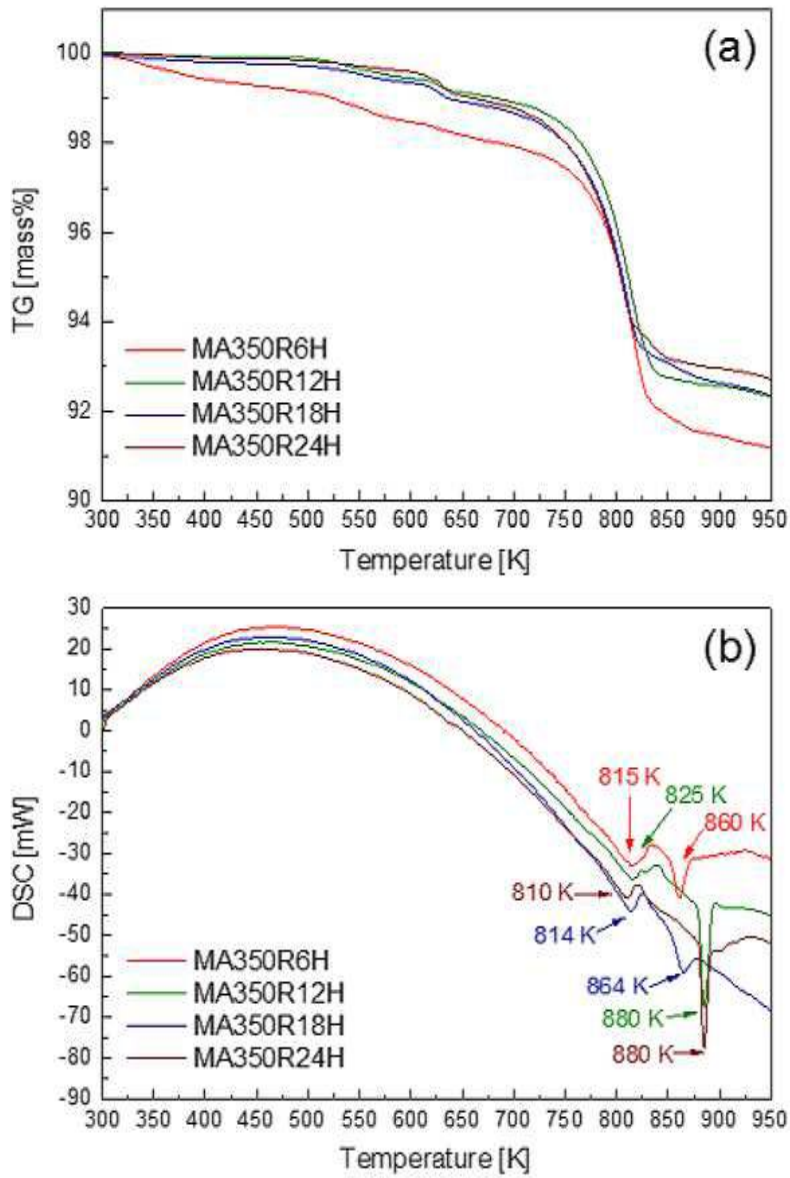 (a)
TG [mass%]
100
98
96
94
92
90
MA350R6H
MA350R12H
MA350R18H
MA350R24H
300 350 400 450 500 550 600 650 700 750 800 850 900 950
Temperature [K]
(b)
DSC [mW]
30
20
10
0
-10
-20
-30
-40
-50
-60
-70
-80
-90
815 K
825 K
860 K
810 K
814 K
864 K
880 K
880 K
MA350R6H
MA350R12H
MA350R18H
MA350R24H
300 350 400 450 500 550 600 650 700 750 800 850 900 950
Temperature [K]